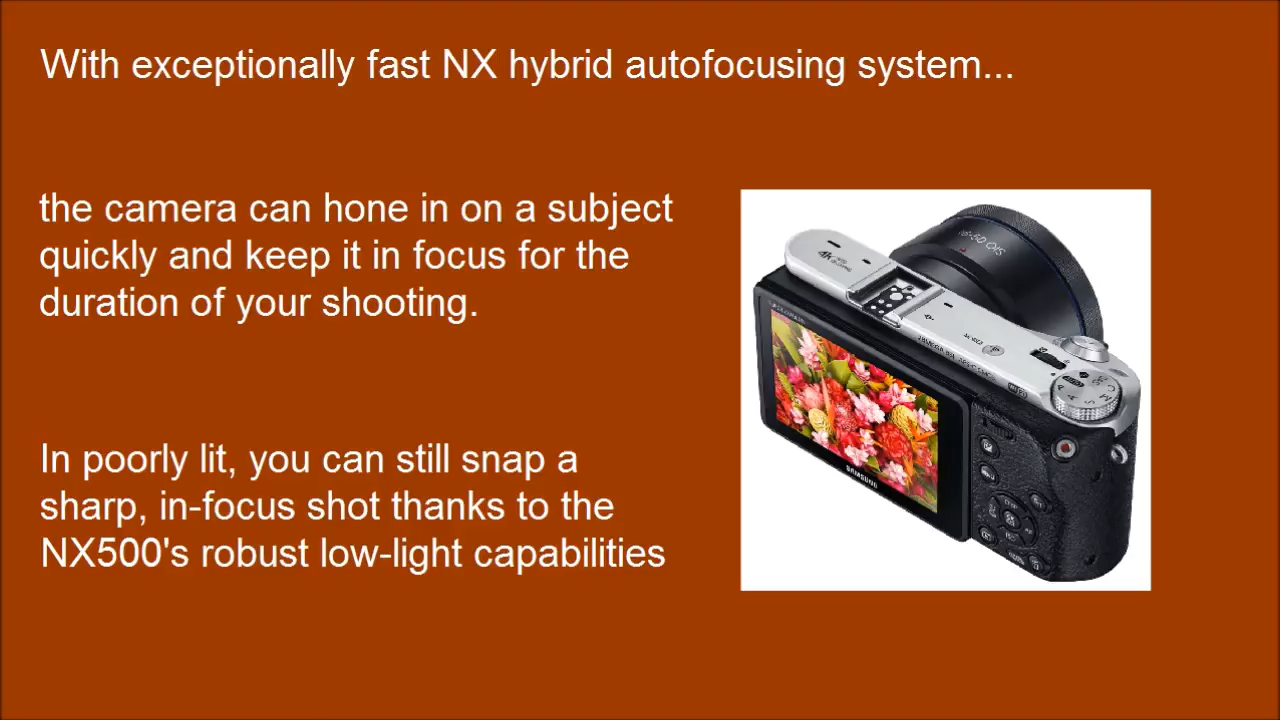 With exceptionally fast NX hybrid autofocusing system...
the camera can hone in on a subject
quickly and keep it in focus for the
duration of your shooting.
In poorly lit, you can still snap a
sharp, in-focus shot thanks to the
NX500's robust low-light capabilities
4K
SAMSUNG